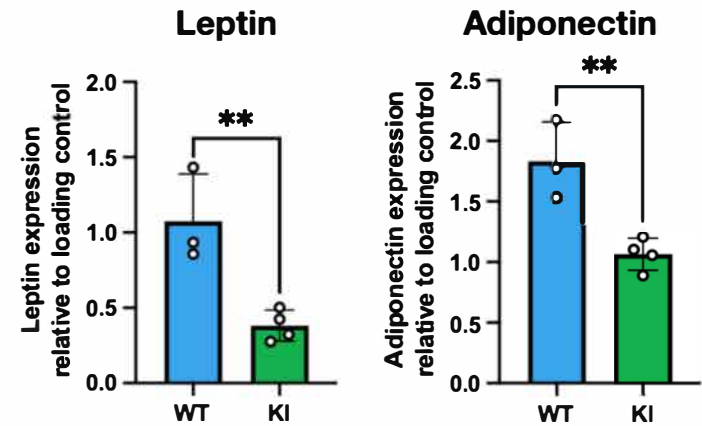 Leptin
Leptin expression
relative to loading control
2.0
1.5
1.0
0.5
0.0
**
WT KI
Adiponectin
Adiponectin expression
relative to loading control
2.5
2.0
1.5
1.0
0.5
0.0
**
WT KI